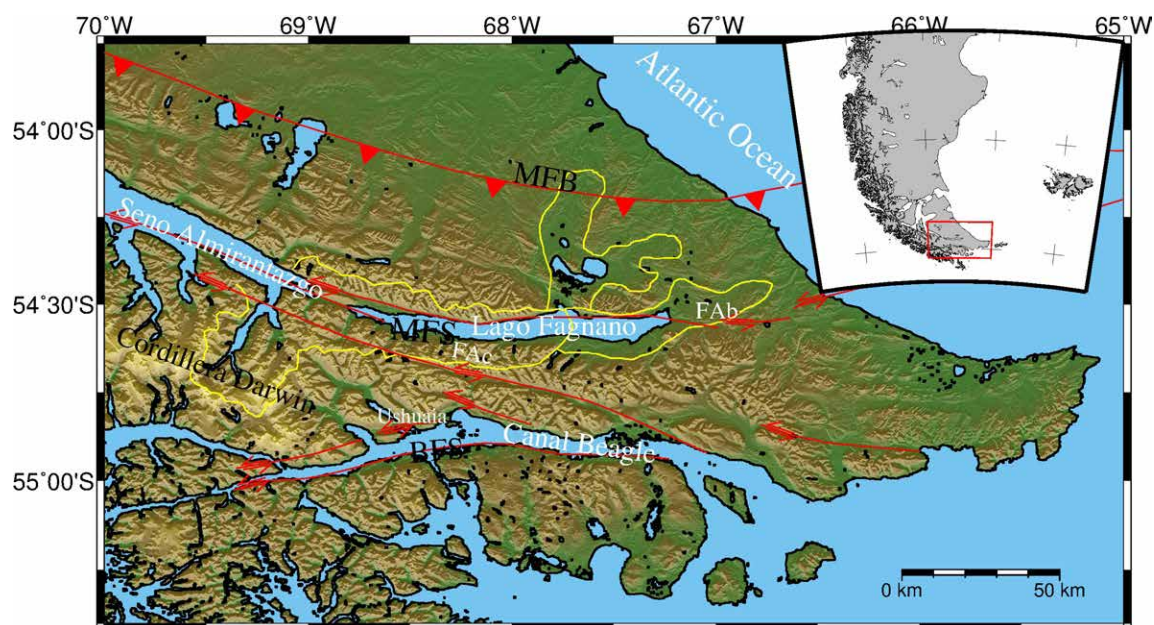 70°W 69°W 68°W 67°W 66°W 65°W
Atlantic Ocean
54°00'S
MFB
Seno Almirantazgo
54°30'S
FAb
MFS
Lago Fagnano
FAc
Cordillera Darwin
Ushuaia
Canal Beagle
BFS
55°00'S
0 km 50 km